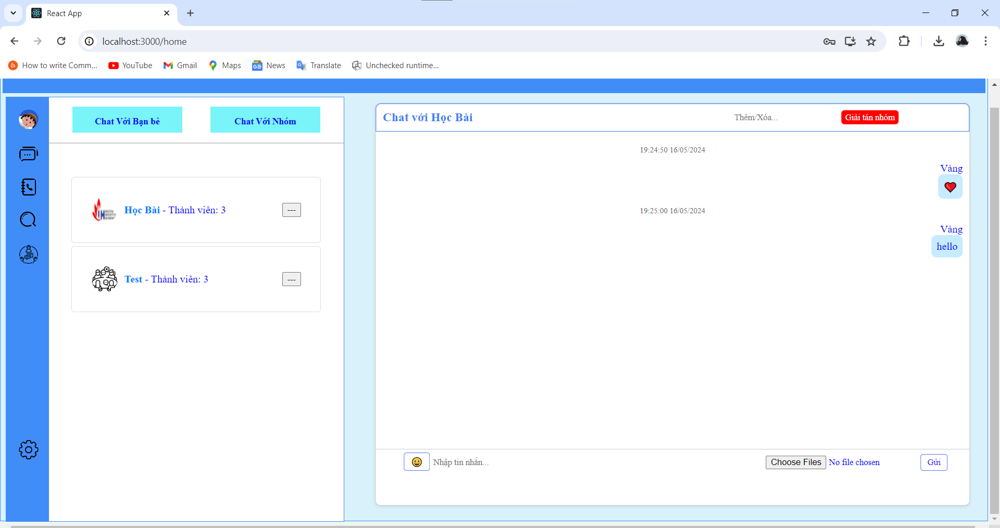 React App
localhost:3000/home
How to write Comm...
YouTube
Gmail
Maps
News
Translate
Unchecked runtime...
Chat Với Bạn bè
Chat Với Nhóm
Học Bài - Thành viên: 3
---
Test - Thành viên: 3
---
Chat với Học Bài
Thêm/Xóa...
Giải tán nhóm
19:24:50 16/05/2024
Vàng
19:25:00 16/05/2024
Vàng
hello
Nhập tin nhắn...
Choose Files No file chosen
Gửi